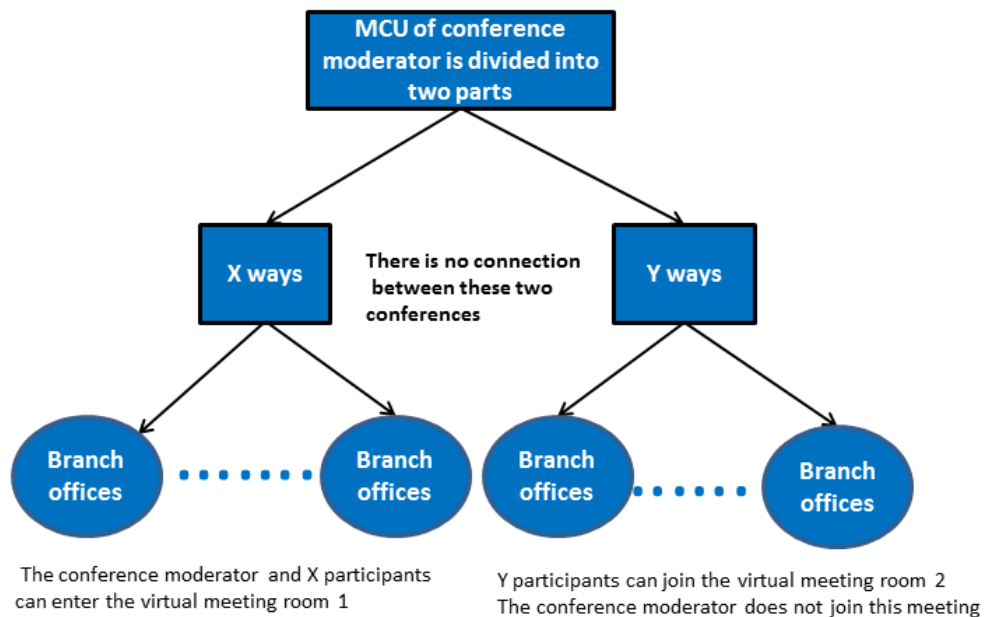 MCU of conference
moderator is divided into
two parts
X ways
There is no connection
between these two
conferences
Y ways
Branch
offices
Branch
offices
Branch
offices
Branch
offices
The conference moderator and X participants
can enter the virtual meeting room 1
Y participants can join the virtual meeting room 2
The conference moderator does not join this meeting